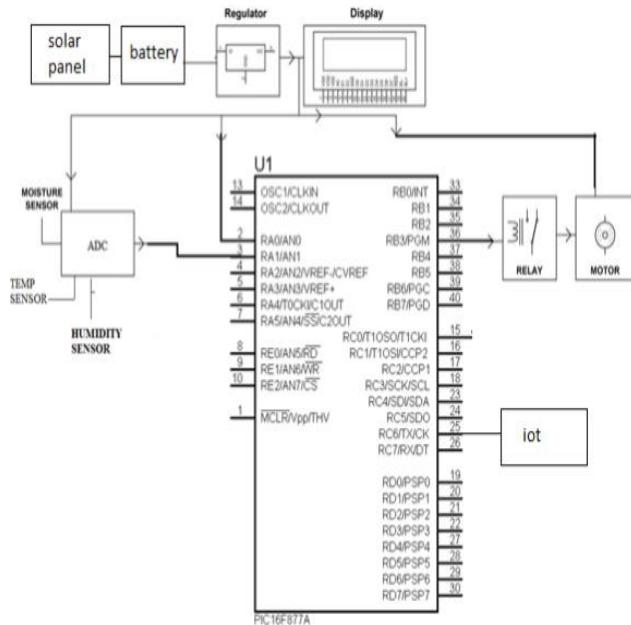 Regulator
Display
solar
panel
battery
U1
MOISTURE
SENSOR
ADC
TEMP
SENSOR
HUMIDITY
SENSOR
13 OSC1/CLKIN
14 OSC2/CLKOUT
2 RA0/AN0
3 RA1/AN1
4 RA2/AN2/VREF-/CVREF
5 RA3/AN3/VREF+
6 RA4/T0CKI/C1OUT
7 RA5/AN4/SS/C2OUT
8 RE0/AN5/RD
9 RE1/AN6/WR
10 RE2/AN7/CS
1 MCLR/Vpp/THV
RB0/INT 33
RB1 34
RB2 35
RB3/PGM 36
RB4 37
RB5 38
RB6/PGC 39
RB7/PGD 40
RC0/T1OSO/T1CKI 15
RC1/T1OSI/CCP2 16
RC2/CCP1 17
RC3/SCK/SCL 18
RC4/SDI/SDA 23
RC5/SDO 24
RC6/TX/CK 25
RC7/RX/DT 26
RD0/PSP0 19
RD1/PSP1 20
RD2/PSP2 21
RD3/PSP3 22
RD4/PSP4 27
RD5/PSP5 28
RD6/PSP6 29
RD7/PSP7 30
RELAY
MOTOR
iot
PIC16F877A